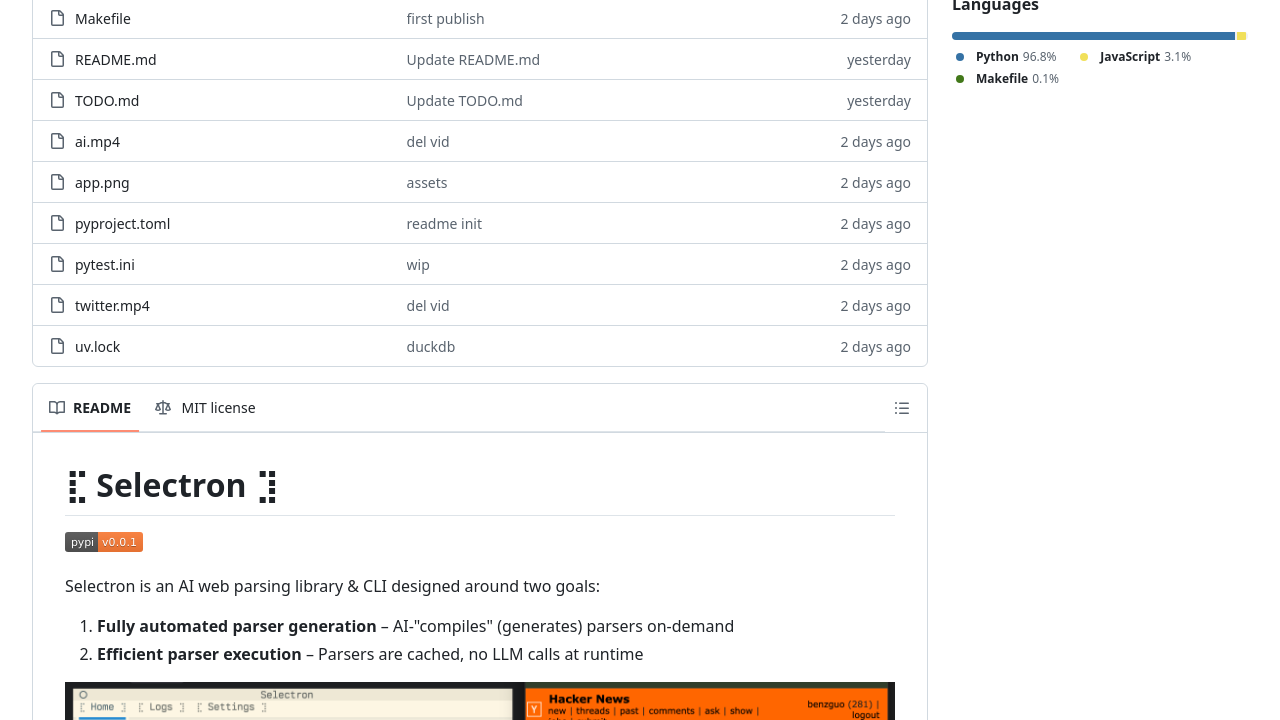 Languages
Makefile first publish 2 days ago
Python 96.8% JavaScript 3.1%
README.md Update README.md yesterday
Makefile 0.1%
TODO.md Update TODO.md yesterday
ai.mp4 del vid 2 days ago
app.png assets 2 days ago
pyproject.toml readme init 2 days ago
pytest.ini wip 2 days ago
twitter.mp4 del vid 2 days ago
uv.lock duckdb 2 days ago
README MIT license
⣏ Selectron ⣹
pypi v0.0.1
Selectron is an AI web parsing library & CLI designed around two goals:
1. Fully automated parser generation – AI-"compiles" (generates) parsers on-demand
2. Efficient parser execution – Parsers are cached, no LLM calls at runtime
Selectron
[ Home ] [ Logs ] [ Settings ]
Y Hacker News
new | threads | past | comments | ask | show |
benzguo (281) |
logout